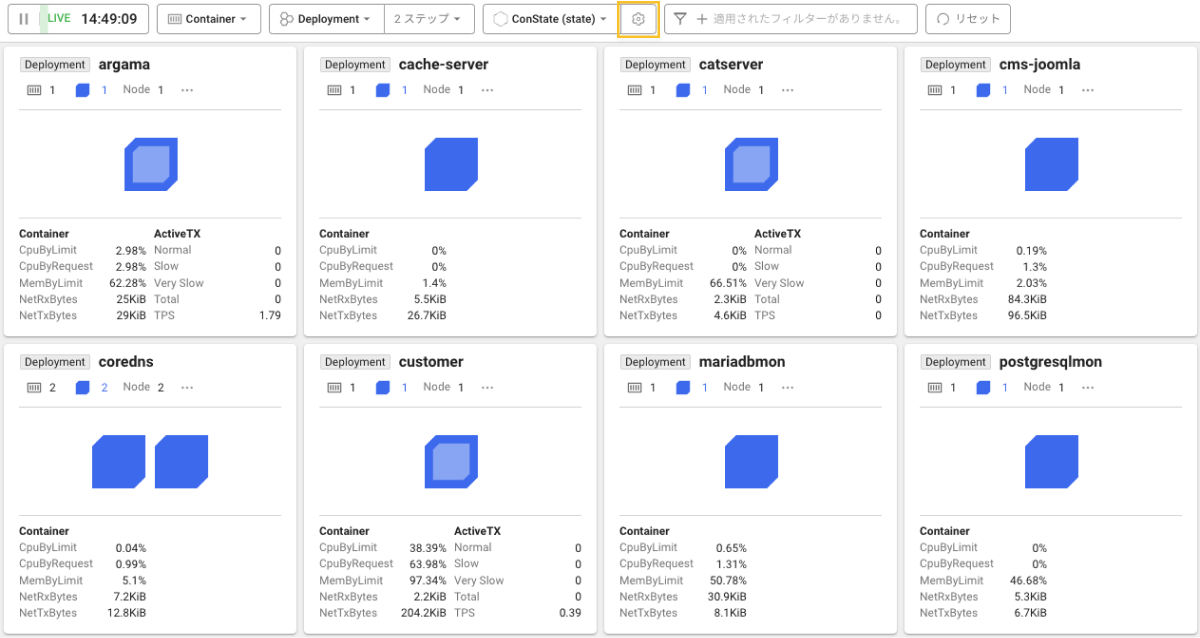 LIVE 14:49:09 Container Deployment 2 ステップ ConState (state) 適用されたフィルターがありません。 リセット
Deployment argama
1 1 Node 1 ···
Container ActiveTX
CpuByLimit 2.98% Normal 0
CpuByRequest 2.98% Slow 0
MemByLimit 62.28% Very Slow 0
NetRxBytes 25KiB Total 0
NetTxBytes 29KiB TPS 1.79
Deployment cache-server
1 1 Node 1 ···
Container
CpuByLimit 0%
CpuByRequest 0%
MemByLimit 1.4%
NetRxBytes 5.5KiB
NetTxBytes 26.7KiB
Deployment catserver
1 1 Node 1 ···
Container ActiveTX
CpuByLimit 0% Normal 0
CpuByRequest 0% Slow 0
MemByLimit 66.51% Very Slow 0
NetRxBytes 2.3KiB Total 0
NetTxBytes 4.6KiB TPS 0
Deployment cms-joomla
1 1 Node 1 ···
Container
CpuByLimit 0.19%
CpuByRequest 1.3%
MemByLimit 2.03%
NetRxBytes 84.3KiB
NetTxBytes 96.5KiB
Deployment coredns
2 2 Node 2 ···
Container
CpuByLimit 0.04%
CpuByRequest 0.99%
MemByLimit 5.1%
NetRxBytes 7.2KiB
NetTxBytes 12.8KiB
Deployment customer
1 1 Node 1 ···
Container ActiveTX
CpuByLimit 38.39% Normal 0
CpuByRequest 63.98% Slow 0
MemByLimit 97.34% Very Slow 0
NetRxBytes 2.2KiB Total 0
NetTxBytes 204.2KiB TPS 0.39
Deployment mariadbmon
1 1 Node 1 ···
Container
CpuByLimit 0.65%
CpuByRequest 1.31%
MemByLimit 50.78%
NetRxBytes 30.9KiB
NetTxBytes 8.1KiB
Deployment postgresqlmon
1 1 Node 1 ···
Container
CpuByLimit 0%
CpuByRequest 0%
MemByLimit 46.68%
NetRxBytes 5.3KiB
NetTxBytes 6.7KiB